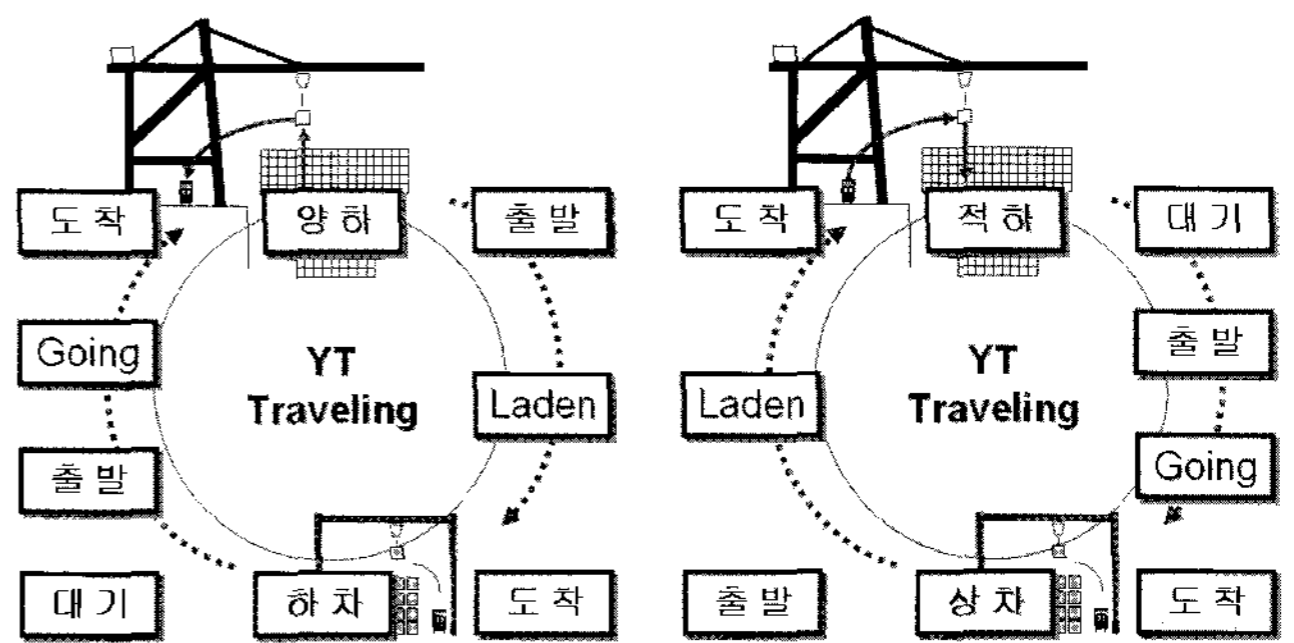 도 착
양 하
출 발
Going
YT
Traveling
Laden
출 발
대 기
하 차
도 착
도 착
적 하
대 기
출 발
Laden
YT
Traveling
Going
출 발
상 차
도 착